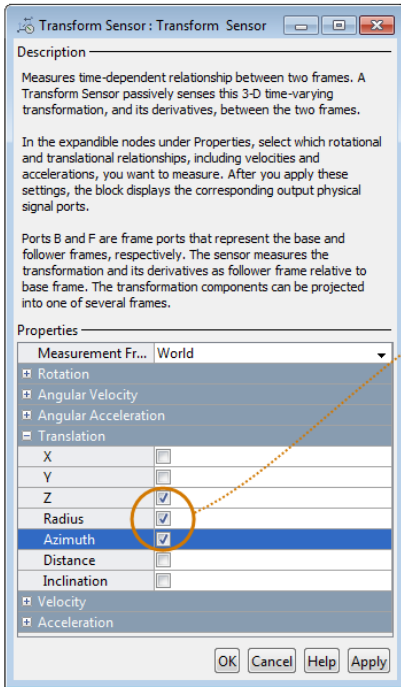 Transform Sensor : Transform Sensor
Description
Measures time-dependent relationship between two frames. A
Transform Sensor passively senses this 3-D time-varying
transformation, and its derivatives, between the two frames.
In the expandible nodes under Properties, select which rotational
and translational relationships, including velocities and
accelerations, you want to measure. After you apply these
settings, the block displays the corresponding output physical
signal ports.
Ports B and F are frame ports that represent the base and
follower frames, respectively. The sensor measures the
transformation and its derivatives as follower frame relative to
base frame. The transformation components can be projected
into one of several frames.
Properties
Measurement Fr... World
Rotation
Angular Velocity
Angular Acceleration
Translation
X
Y
Z
Radius
Azimuth
Distance
Inclination
Velocity
Acceleration
OK Cancel Help Apply